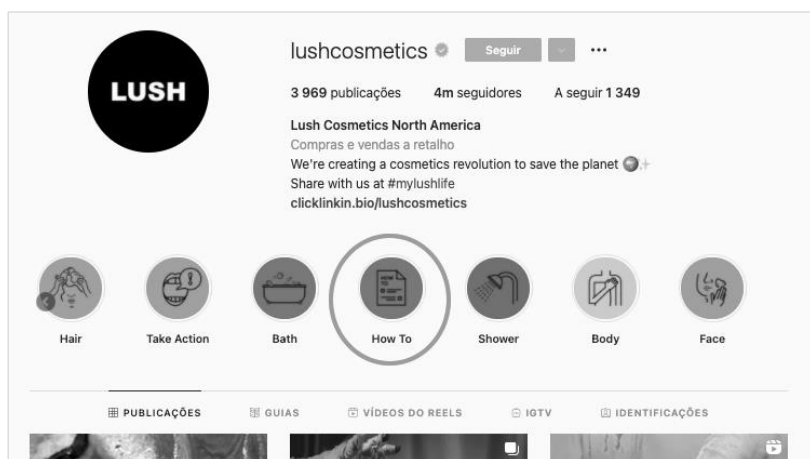 LUSH
lushcosmetics Seguir
3 969 publicações 4m seguidores A seguir 1 349
Lush Cosmetics North America
Compras e vendas a retalho
We're creating a cosmetics revolution to save the planet
Share with us at #mylushlife
clicklinkin.bio/lushcosmetics
HOW TO:
Hair Take Action Bath How To Shower Body Face
PUBLICAÇÕES GUIAS VÍDEOS DO REELS IGTV IDENTIFICAÇÕES